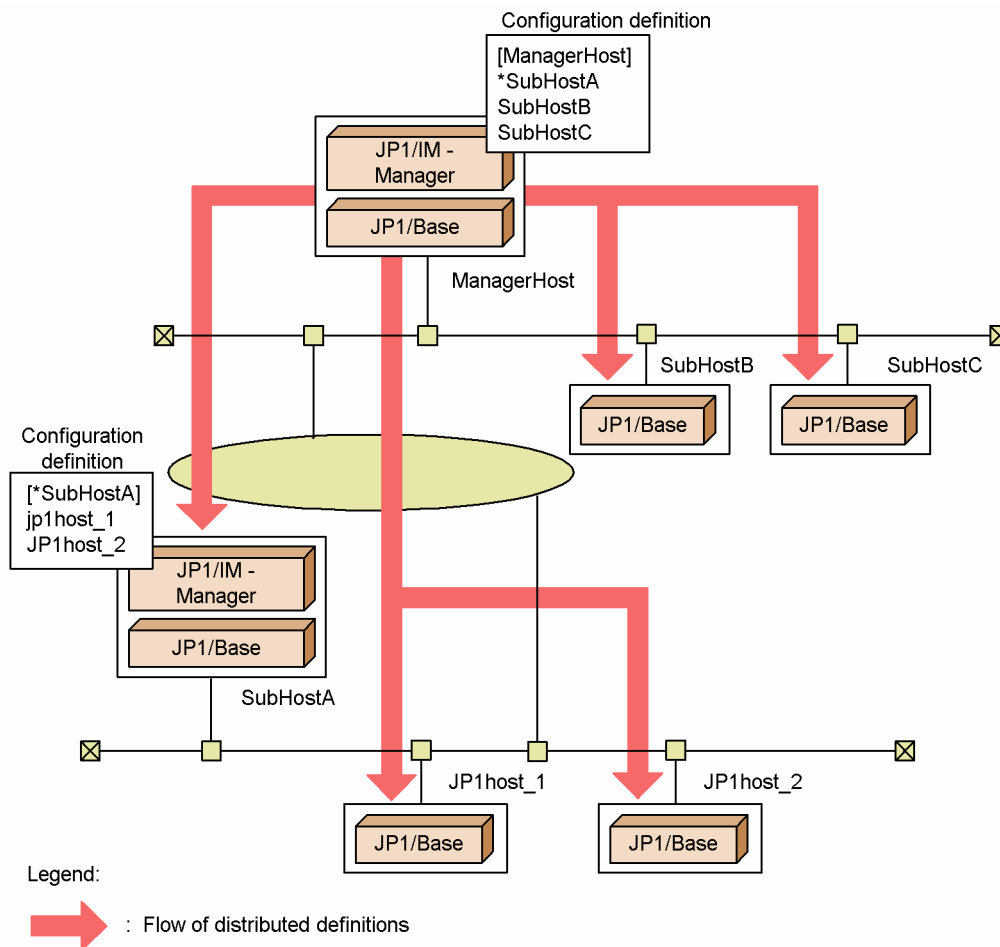 Configuration definition
[ManagerHost]
*SubHostA
SubHostB
SubHostC
JP1/IM -
Manager
JP1/Base
ManagerHost
SubHostB
SubHostC
JP1/Base
JP1/Base
Configuration
definition
[*SubHostA]
jp1host_1
JP1host_2
JP1/IM -
Manager
JP1/Base
SubHostA
JP1host_1
JP1host_2
JP1/Base
JP1/Base
Legend:
: Flow of distributed definitions